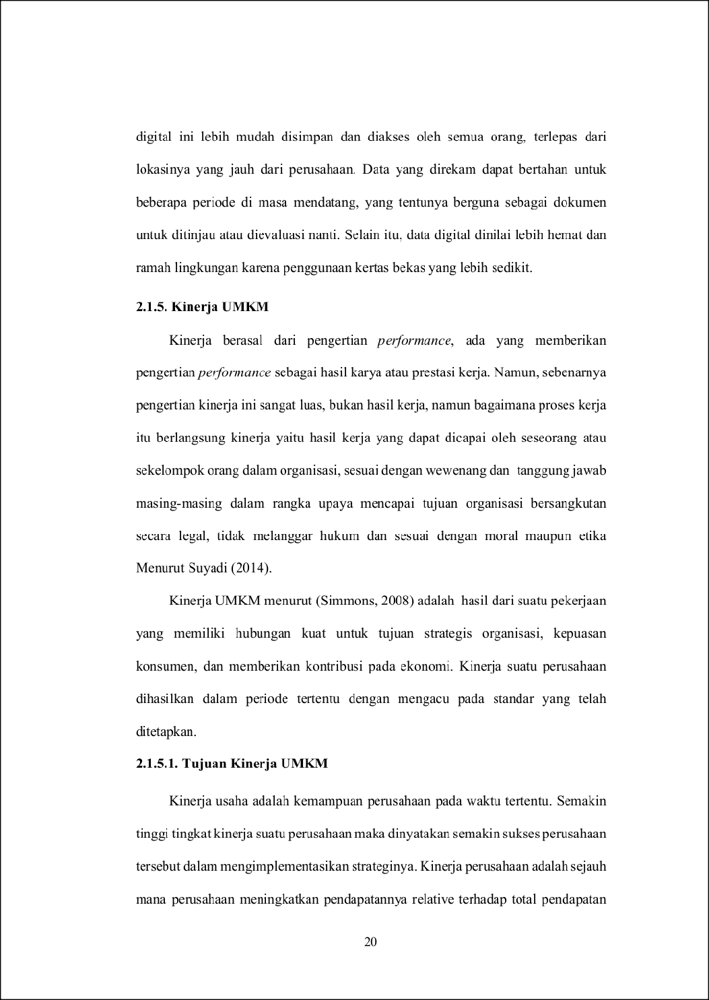 digital ini lebih mudah disimpan dan diakses oleh semua orang, terlepas dari
lokasinya yang jauh dari perusahaan. Data yang direkam dapat bertahan untuk
beberapa periode di masa mendatang, yang tentunya berguna sebagai dokumen
untuk ditinjau atau dievaluasi nanti. Selain itu, data digital dinilai lebih hemat dan
ramah lingkungan karena penggunaan kertas bekas yang lebih sedikit.
2.1.5. Kinerja UMKM
Kinerja berasal dari pengertian performance, ada yang memberikan
pengertian performance sebagai hasil karya atau prestasi kerja. Namun, sebenarnya
pengertian kinerja ini sangat luas, bukan hasil kerja, namun bagaimana proses kerja
itu berlangsung kinerja yaitu hasil kerja yang dapat dicapai oleh seseorang atau
sekelompok orang dalam organisasi, sesuai dengan wewenang dan tanggung jawab
masing-masing dalam rangka upaya mencapai tujuan organisasi bersangkutan
secara legal, tidak melanggar hukum dan sesuai dengan moral maupun etika
Menurut Suyadi (2014).
Kinerja UMKM menurut (Simmons, 2008) adalah hasil dari suatu pekerjaan
yang memiliki hubungan kuat untuk tujuan strategis organisasi, kepuasan
konsumen, dan memberikan kontribusi pada ekonomi. Kinerja suatu perusahaan
dihasilkan dalam periode tertentu dengan mengacu pada standar yang telah
ditetapkan.
2.1.5.1. Tujuan Kinerja UMKM
Kinerja usaha adalah kemampuan perusahaan pada waktu tertentu. Semakin
tinggi tingkat kinerja suatu perusahaan maka dinyatakan semakin sukses perusahaan
tersebut dalam mengimplementasikan strateginya. Kinerja perusahaan adalah sejauh
mana perusahaan meningkatkan pendapatannya relative terhadap total pendapatan
20